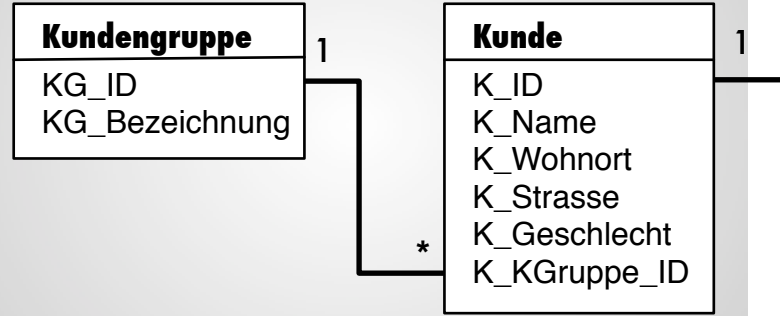 Kundengruppe
KG_ID
KG_Bezeichnung
1
*
Kunde
K_ID
K_Name
K_Wohnort
K_Strasse
K_Geschlecht
K_KGruppe_ID
1